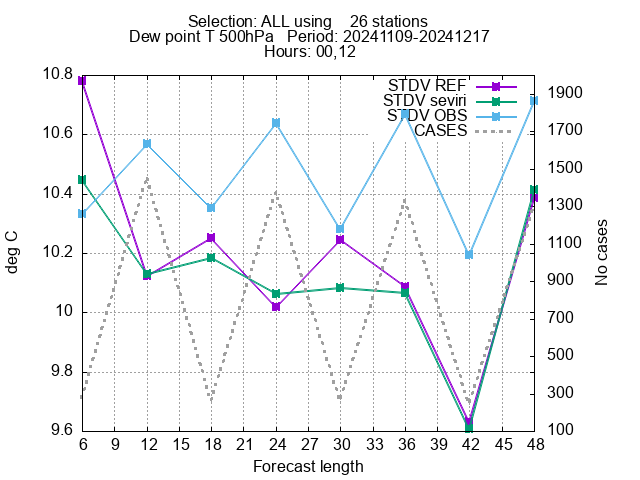 Selection: ALL using    26 stations
Dew point T 500hPa   Period: 20241109-20241217
Hours: 00,12
STDV REF
STDV seviri
STDV OBS
CASES
10.8
10.6
10.4
10.2
10
9.8
9.6
deg C
1900
1700
1500
1300
1100
900
700
500
300
100
No cases
6 9 12 15 18 21 24 27 30 33 36 39 42 45 48
Forecast length